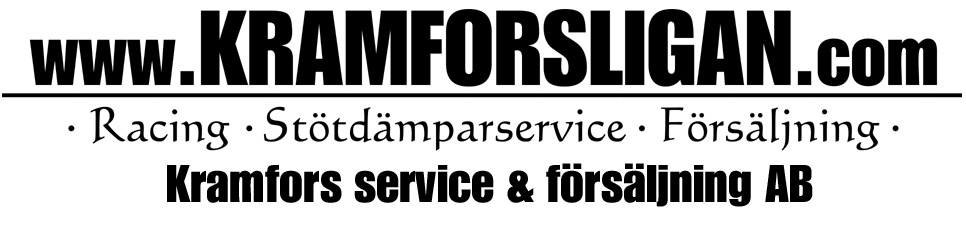 www.KRAMFORSLIGAN.com
· Racing · Stötdämparservice · Försäljning ·
Kramfors service & försäljning AB